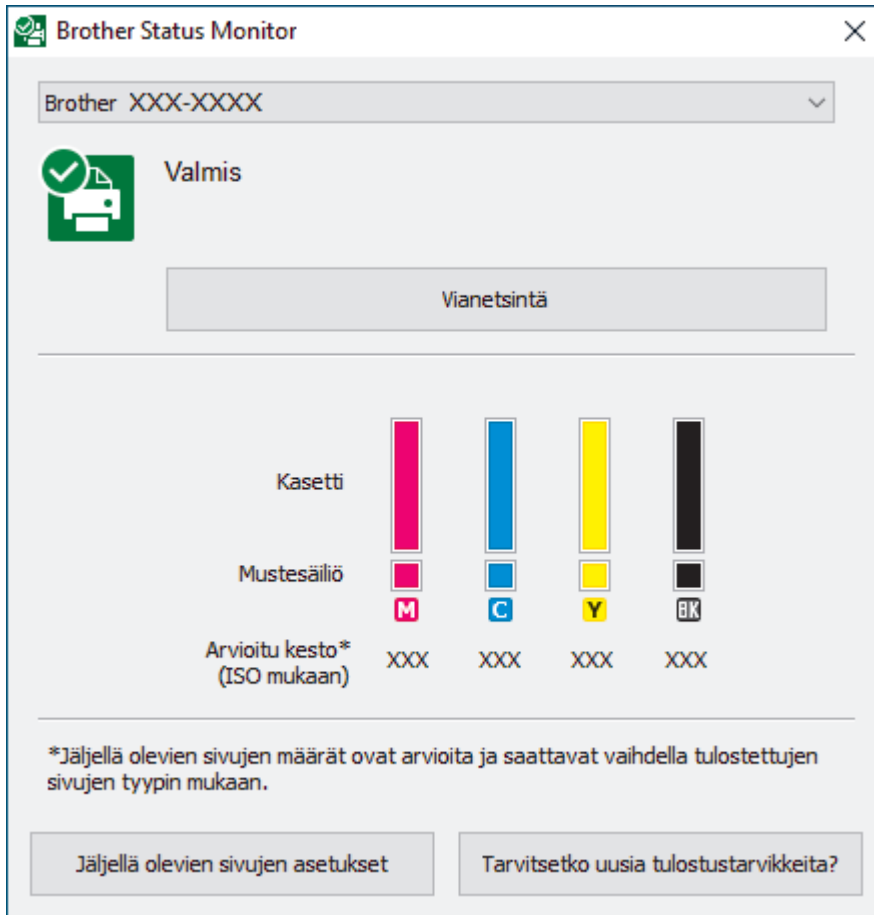 Brother Status Monitor
Brother XXX-XXXX
Valmis
Vianetsintä
Kasetti
Mustesäiliö
M C Y BK
Arvioitu kesto*
(ISO mukaan)
XXX XXX XXX XXX
*Jäljellä olevien sivujen määrät ovat arvioita ja saattavat vaihdella tulostettujen
sivujen tyypin mukaan.
Jäljellä olevien sivujen asetukset
Tarvitsetko uusia tulostustarvikkeita?